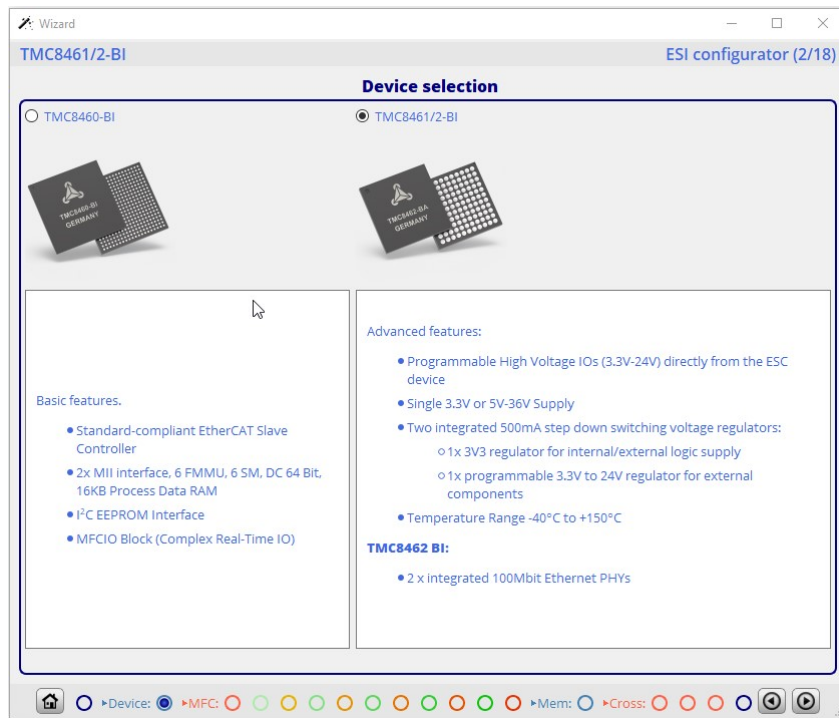 Wizard
TMC8461/2-BI
ESI configurator (2/18)
Device selection
TMC8460-BI
TMC8461/2-BI
TMC8460-BI
GERMANY
TMC8462-BA
GERMANY
Basic features.
Standard-compliant EtherCAT Slave
Controller
2x MII interface, 6 FMMU, 6 SM, DC 64 Bit,
16KB Process Data RAM
I²C EEPROM Interface
MFCIO Block (Complex Real-Time IO)
Advanced features:
Programmable High Voltage IOs (3.3V-24V) directly from the ESC
device
Single 3.3V or 5V-36V Supply
Two integrated 500mA step down switching voltage regulators:
1x 3V3 regulator for internal/external logic supply
1x programmable 3.3V to 24V regulator for external
components
Temperature Range -40°C to +150°C
TMC8462 BI:
2 x integrated 100Mbit Ethernet PHYs
Device: MFC: Mem: Cross: